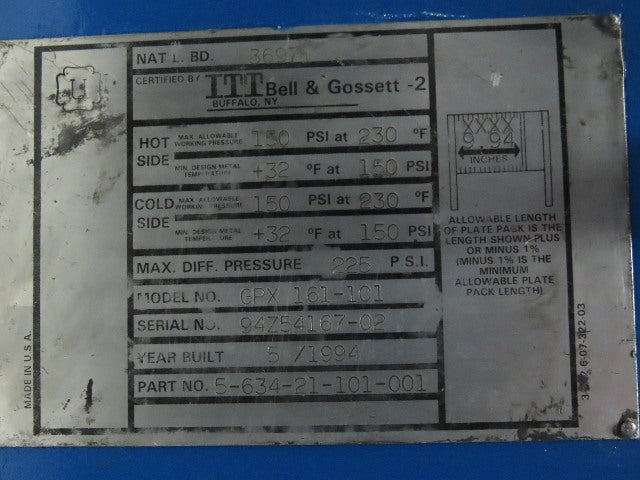 U
NAT'L. BD.
CERTIFIED BY ITT Bell & Gossett -2
BUFFALO, NY
HOT SIDE MAX. ALLOWABLE WORKING PRESSURE 150 PSI at 230 °F
MIN. DESIGN METAL TEMPERATURE +32 °F at 150 PSI
COLD SIDE MAX. ALLOWABLE WORKING PRESSURE 150 PSI at 230 °F
MIN. DESIGN METAL TEMPERATURE +32 °F at 150 PSI
MAX. DIFF. PRESSURE 225 P.S.I.
MODEL NO. GPX 161-101
SERIAL NO. 94Z54167-02
YEAR BUILT 5 /1994
PART NO. 5-634-21-101-001
9.94
INCHES
ALLOWABLE LENGTH
OF PLATE PACK IS THE
LENGTH SHOWN PLUS
OR MINUS 1%
(MINUS 1% IS THE
MINIMUM
ALLOWABLE PLATE
PACK LENGTH)
MADE IN U.S.A.